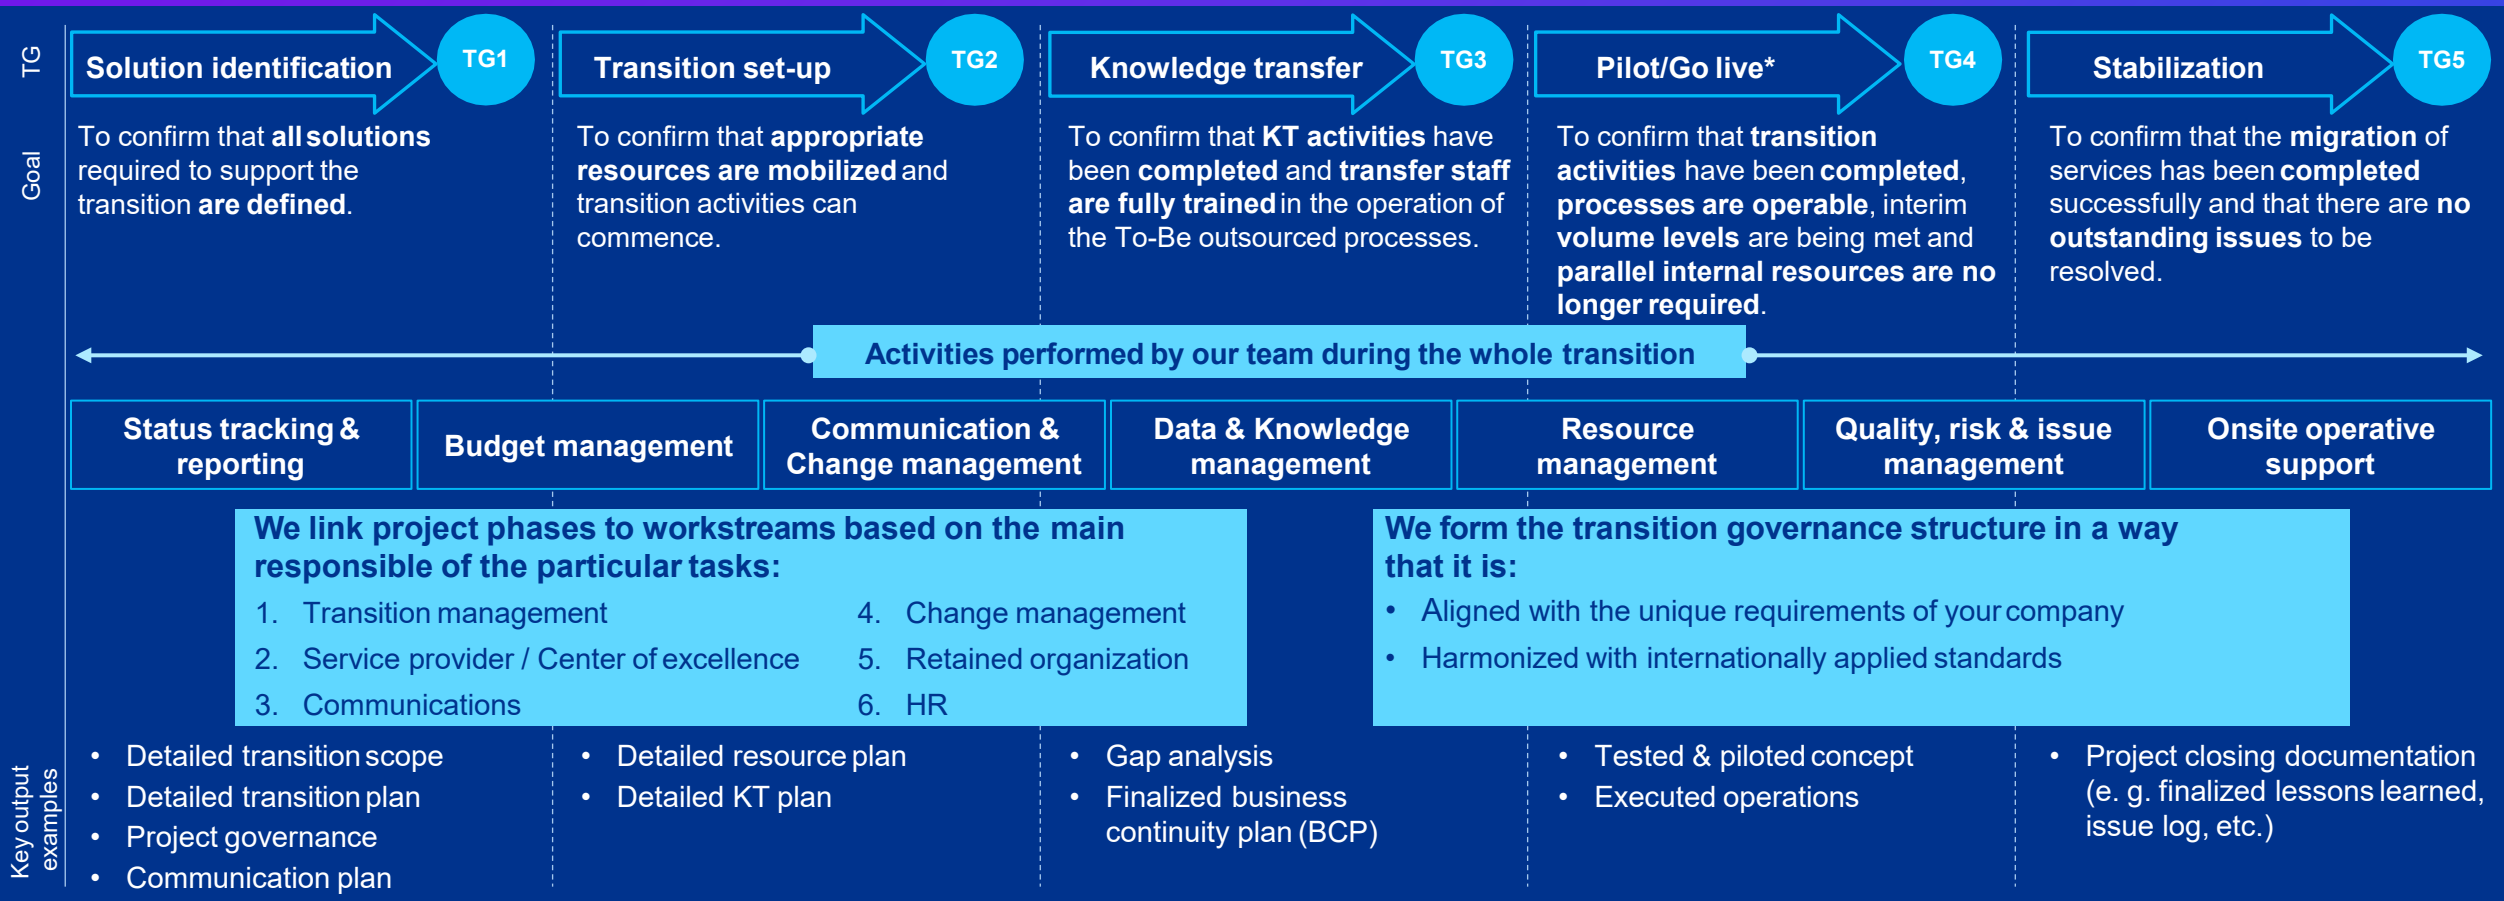 TG
Solution identification
TG1
Transition set-up
TG2
Knowledge transfer
TG3
Pilot/Go live*
TG4
Stabilization
TG5
Goal
To confirm that all solutions
required to support the
transition are defined.
To confirm that appropriate
resources are mobilized and
transition activities can
commence.
To confirm that KT activities have
been completed and transfer staff
are fully trained in the operation of
the To-Be outsourced processes.
To confirm that transition
activities have been completed,
processes are operable, interim
volume levels are being met and
parallel internal resources are no
longer required.
To confirm that the migration of
services has been completed
successfully and that there are no
outstanding issues to be
resolved.
Activities performed by our team during the whole transition
Status tracking &
reporting
Budget management
Communication &
Change management
Data & Knowledge
management
Resource
management
Quality, risk & issue
management
Onsite operative
support
We link project phases to workstreams based on the main
responsible of the particular tasks:
1. Transition management
2. Service provider / Center of excellence
3. Communications
4. Change management
5. Retained organization
6. HR
We form the transition governance structure in a way
that it is:
• Aligned with the unique requirements of your company
• Harmonized with internationally applied standards
Key output
examples
• Detailed transition scope
• Detailed transition plan
• Project governance
• Communication plan
• Detailed resource plan
• Detailed KT plan
• Gap analysis
• Finalized business
continuity plan (BCP)
• Tested & piloted concept
• Executed operations
• Project closing documentation
(e. g. finalized lessons learned,
issue log, etc.)